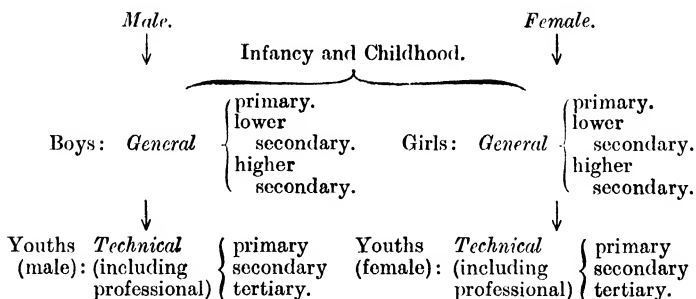 Male. Female.
Infancy and Childhood.
primary. primary.
lower lower
Boys: General secondary. Girls: General secondary.
higher higher
secondary. secondary.
Youths Technical primary Youths Technical primary
(male): (including secondary (female): (including secondary
professional) tertiary. professional) tertiary.